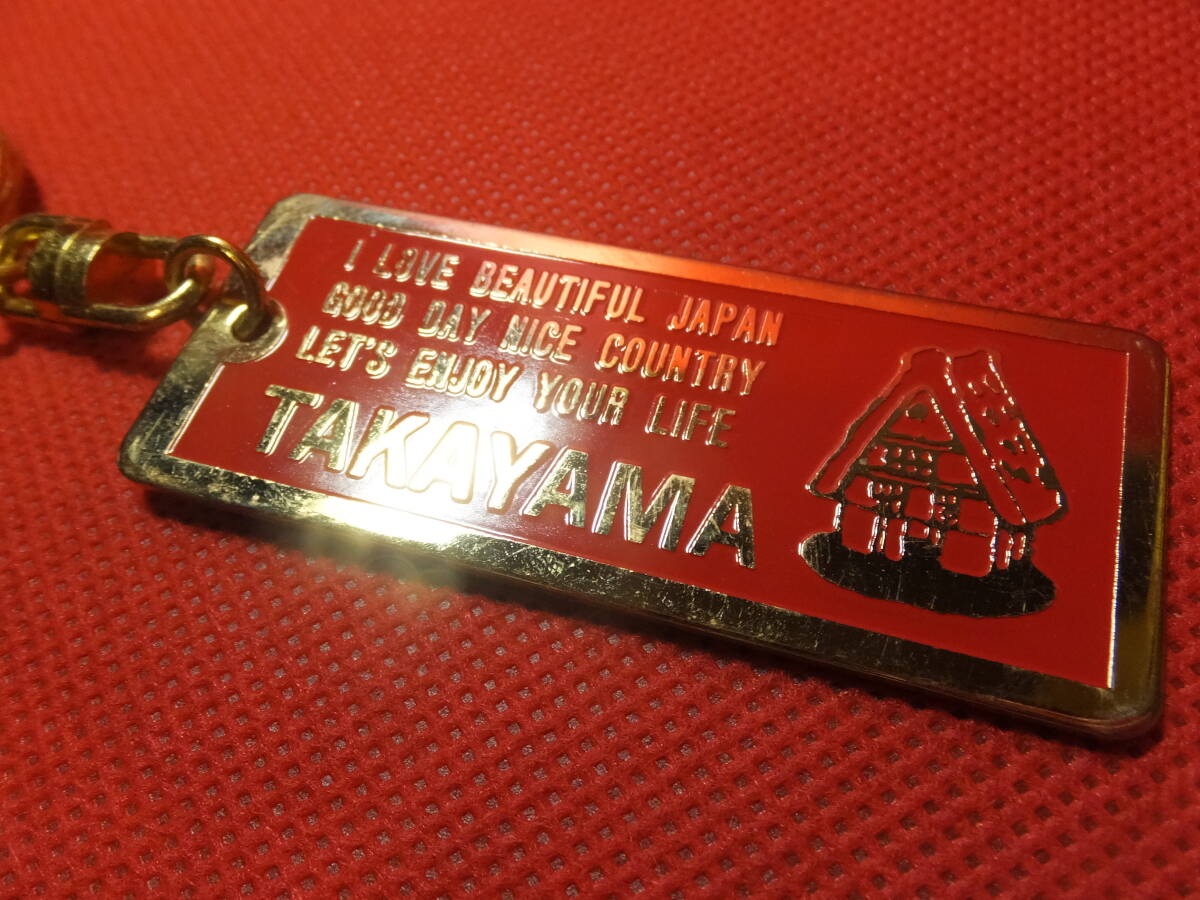 I LOVE BEAUTIFUL JAPAN
GOOD DAY NICE COUNTRY
LET'S ENJOY YOUR LIFE
TAKAYAMA